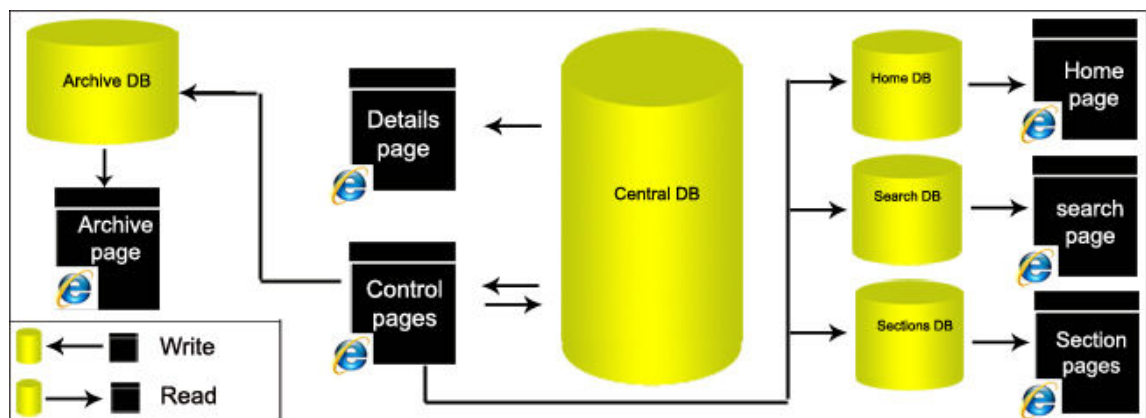 Archive DB
Archive
page
Details
page
Control
pages
Central DB
Home DB
Home
page
Search DB
search
page
Sections DB
Section
pages
Write
Read